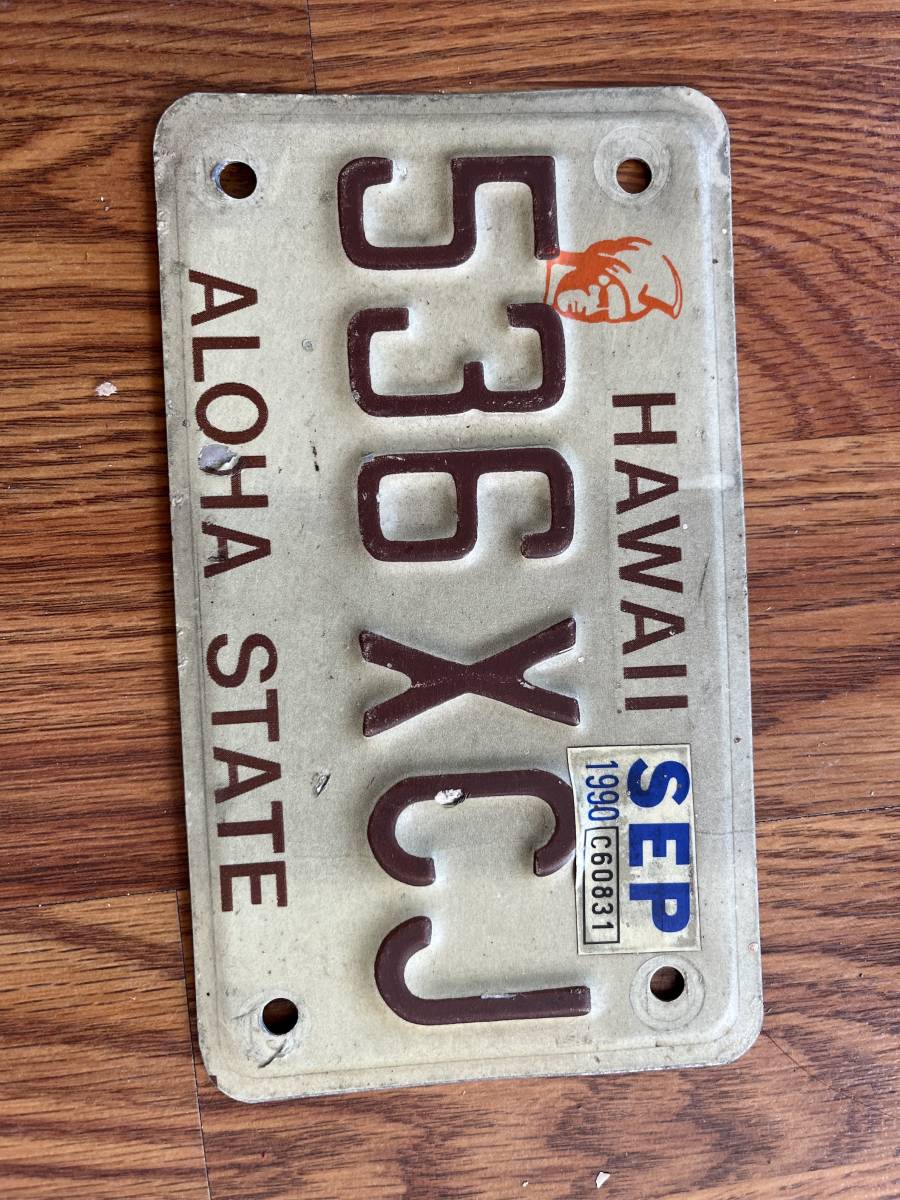 HAWAII
SEP
1990 C60831
536 XCJ
ALOHA STATE